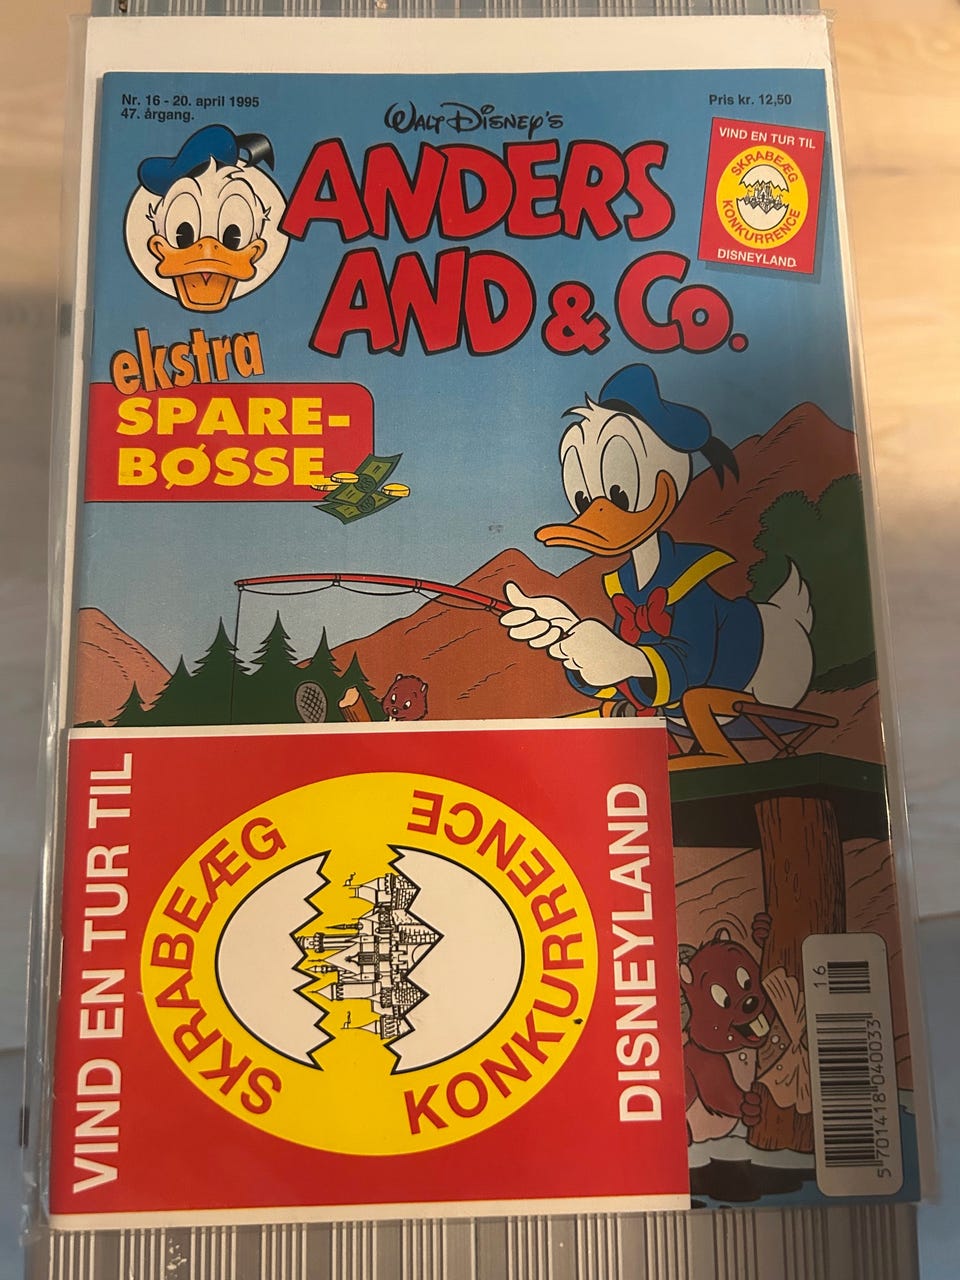 Nr. 16 - 20. april 1995
47. årgang.
WALT DISNEY'S
Pris kr. 12,50
ANDERS
AND & Co.
VIND EN TUR TIL
SKRABEÆG
KONKURRENCE
DISNEYLAND
ekstra
SPARE-
BØSSE
VIND EN TUR TIL
SKRABEÆG
KONKURRENCE
DISNEYLAND
16
5 701418 040033